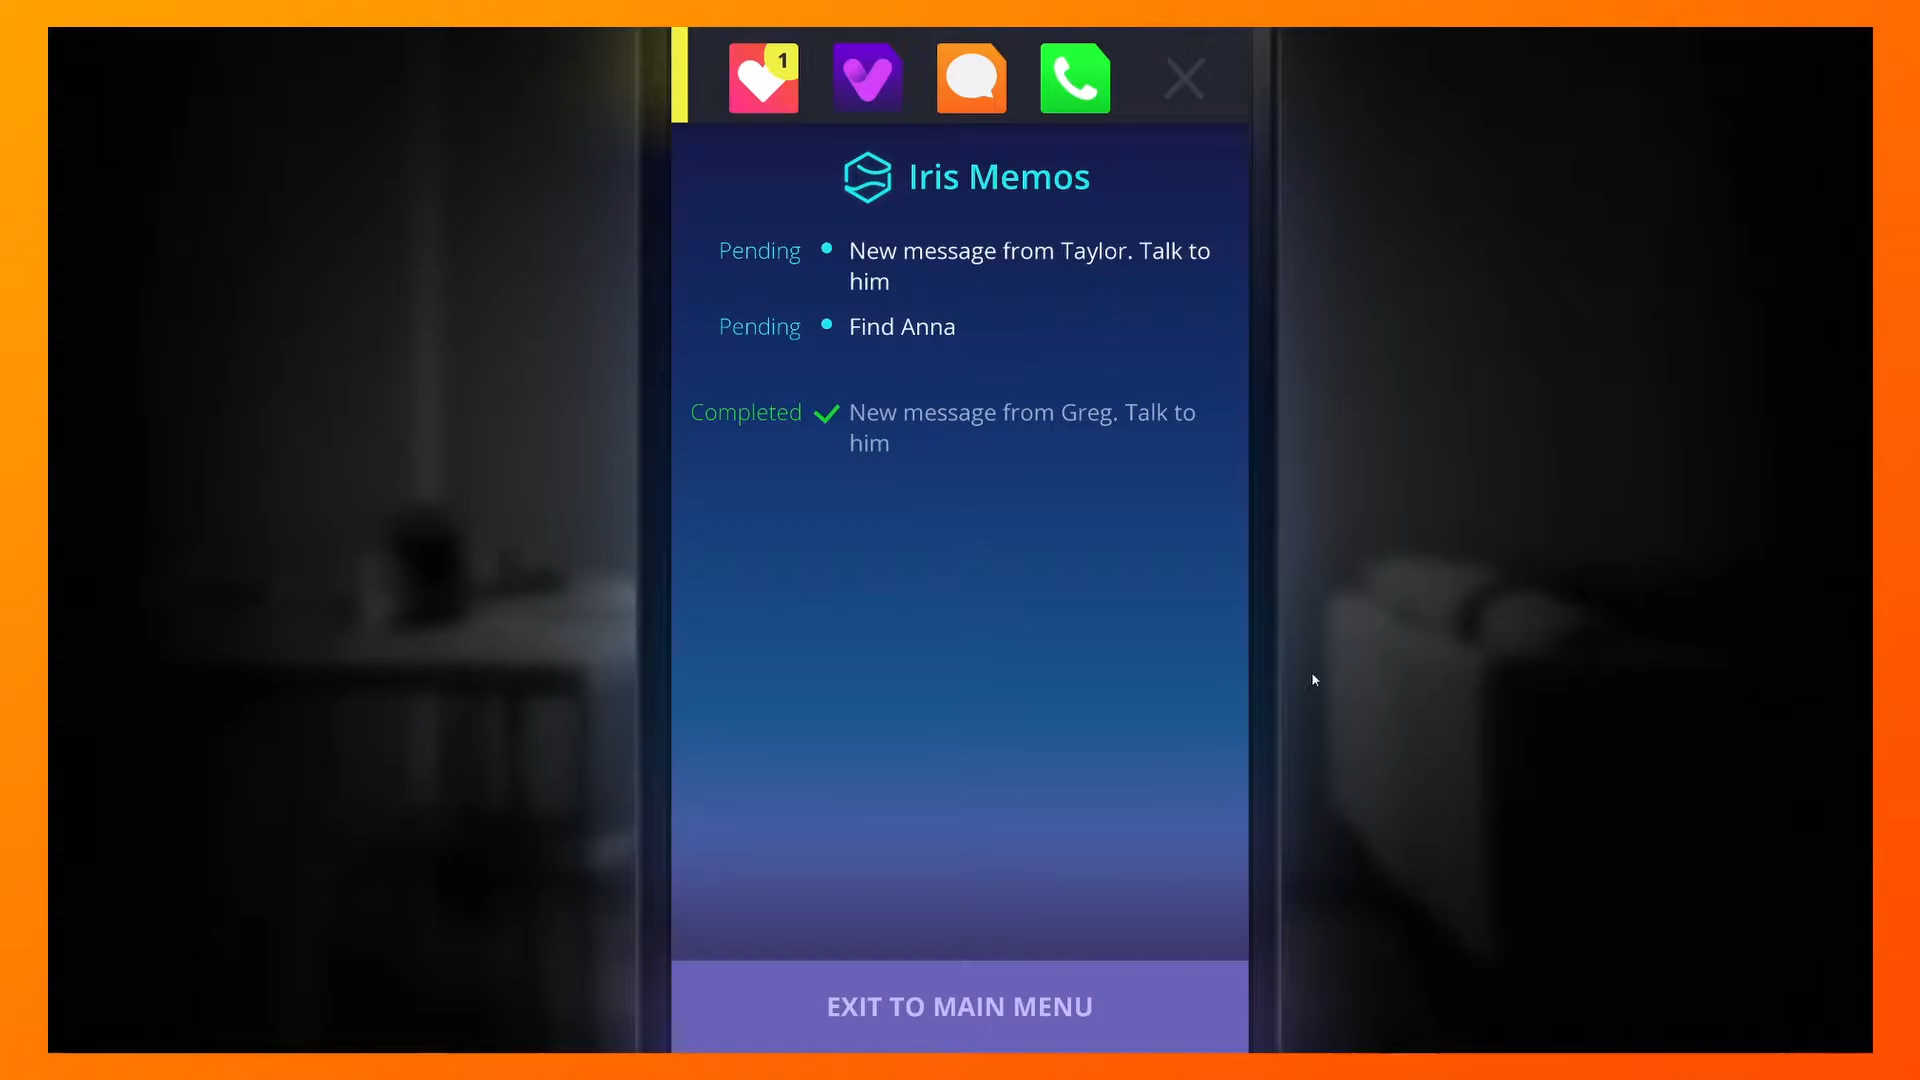 1
Iris Memos
Pending New message from Taylor. Talk to
him
Pending Find Anna
Completed New message from Greg. Talk to
him
EXIT TO MAIN MENU